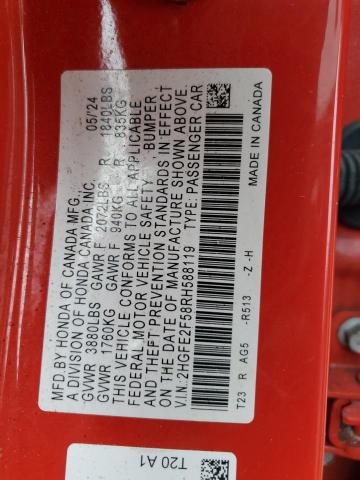 MFD.BY HONDA OF CANADA MFG. 05/24
A DIVISION OF HONDA CANADA INC.
GVWR 3880LBS GAWR F 2072LBS R 1840LBS
GVWR 1760KG GAWR F 940KG R 835KG
THIS VEHICLE CONFORMS TO ALL APPLICABLE
FEDERAL MOTOR VEHICLE SAFETY, BUMPER,
AND THEFT PREVENTION STANDARDS IN EFFECT
ON THE DATE OF MANUFACTURE SHOWN ABOVE.
V.I.N: 2HGFE2F58RH588119 TYPE: PASSENGER CAR
T23 R AG5 -R513 -Z -H
MADE IN CANADA
T20 A1